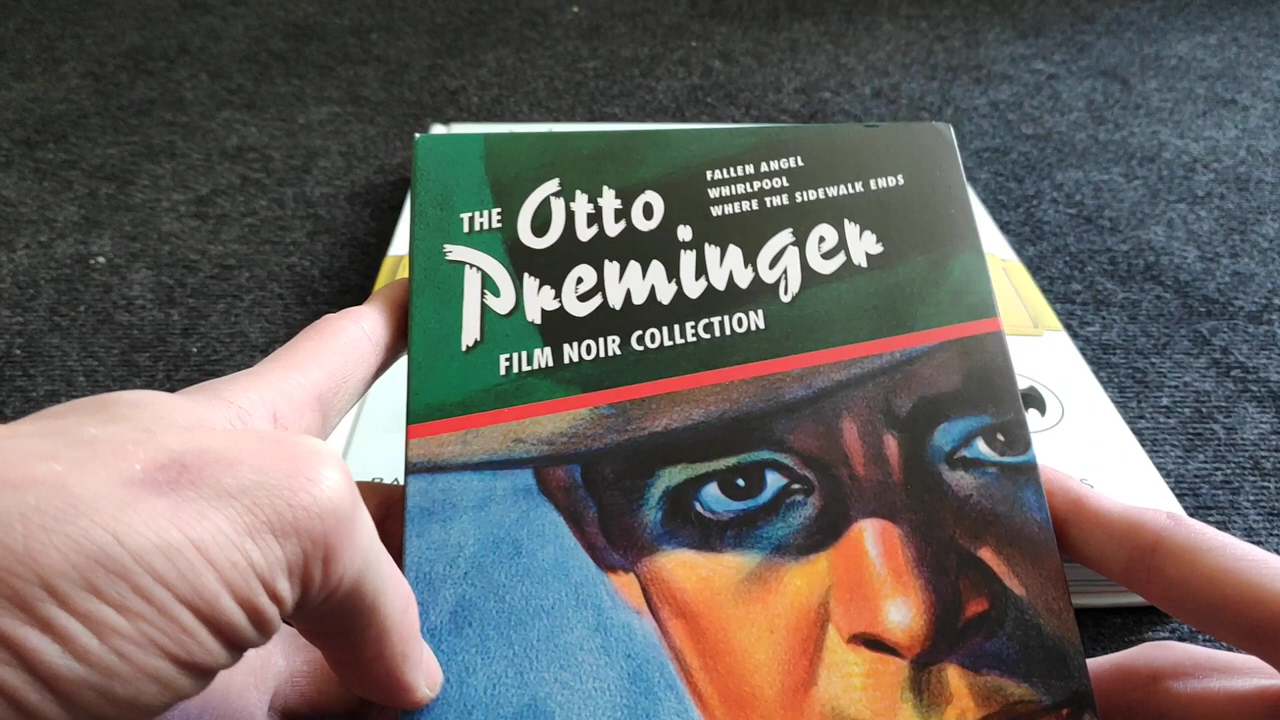 THE Otto
Preminger
FILM NOIR COLLECTION
FALLEN ANGEL
WHIRLPOOL
WHERE THE SIDEWALK ENDS